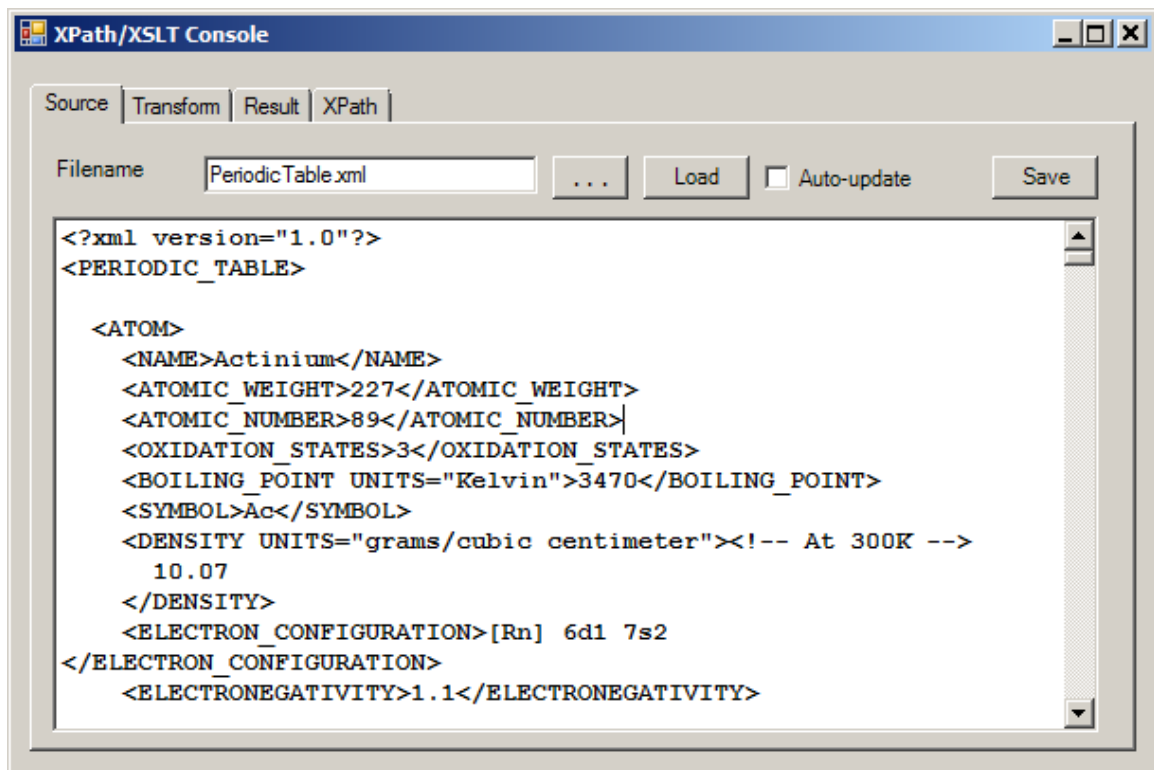 XPath/XSLT Console
Source Transform Result XPath
Filename PeriodicTable.xml ... Load Auto-update Save
<?xml version="1.0"?>
<PERIODIC_TABLE>
<ATOM>
<NAME>Actinium</NAME>
<ATOMIC_WEIGHT>227</ATOMIC_WEIGHT>
<ATOMIC_NUMBER>89</ATOMIC_NUMBER>
<OXIDATION_STATES>3</OXIDATION_STATES>
<BOILING_POINT UNITS="Kelvin">3470</BOILING_POINT>
<SYMBOL>Ac</SYMBOL>
<DENSITY UNITS="grams/cubic centimeter"><!-- At 300K -->
10.07
</DENSITY>
<ELECTRON_CONFIGURATION>[Rn] 6d1 7s2
</ELECTRON_CONFIGURATION>
<ELECTRONEGATIVITY>1.1</ELECTRONEGATIVITY>